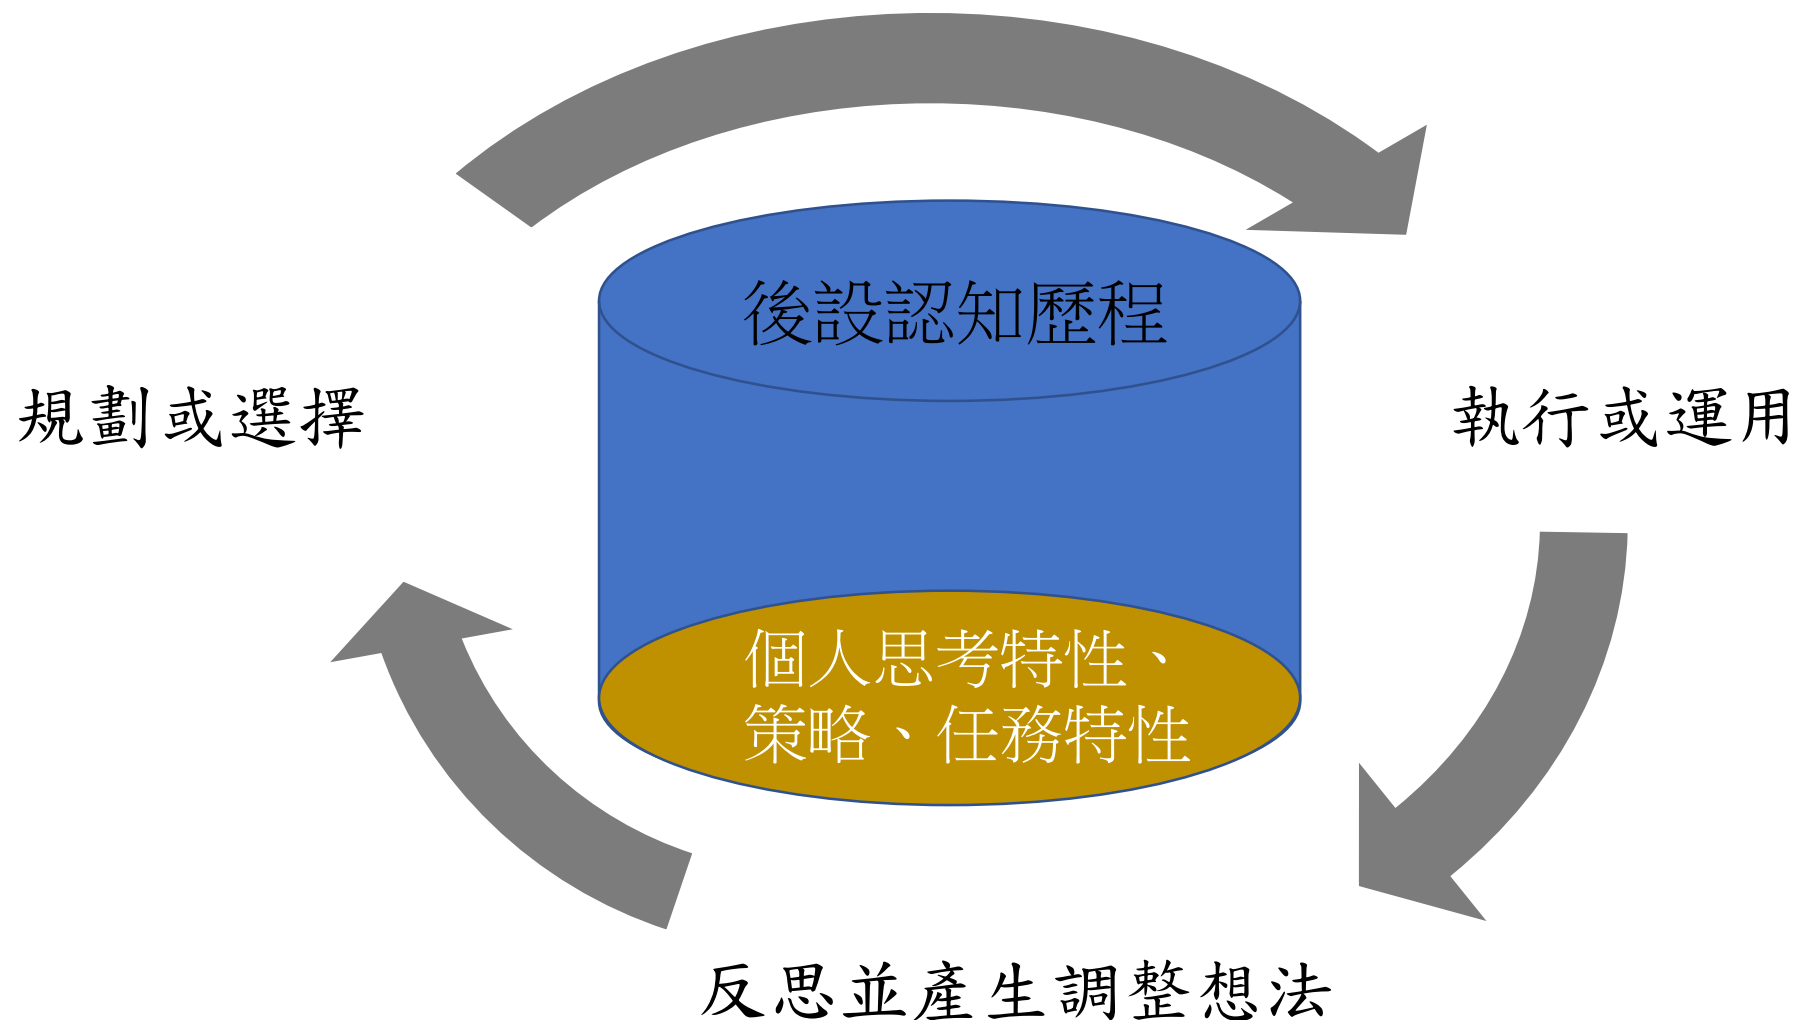 後設認知歷程
規劃或選擇
執行或運用
個人思考特性、
策略、任務特性
反思並產生調整想法